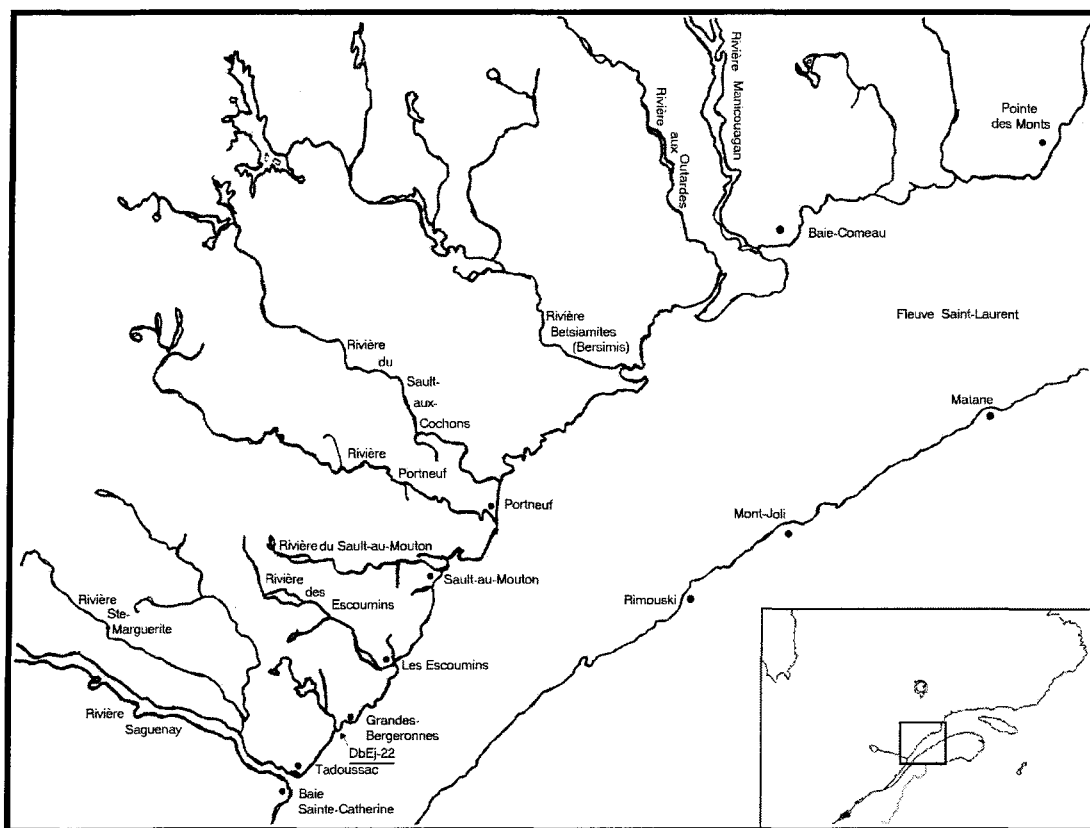 Rivière Manicouagan
Rivière aux Outardes
Pointe
des Monts
Baie-Comeau
Fleuve Saint-Laurent
Rivière
Betsiamites
(Bersimis)
Rivière
du
Sault-
aux-
Cochons
Matane
Rivière
Portneuf
Portneuf
Mont-Joli
Rivière du Sault-au-Mouton
Sault-au-Mouton
Rivière
des
Escoumins
Rimouski
Rivière
Ste-
Marguerite
Les Escoumins
Rivière
Saguenay
Grandes-
Bergeronnes
DbEj-22
Tadoussac
Baie
Sainte-Catherine